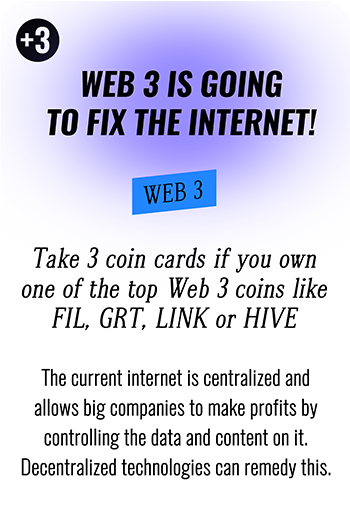 +3
WEB 3 IS GOING
TO FIX THE INTERNET!
WEB 3
Take 3 coin cards if you own
one of the top Web 3 coins like
FIL, GRT, LINK or HIVE
The current internet is centralized and
allows big companies to make profits by
controlling the data and content on it.
Decentralized technologies can remedy this.